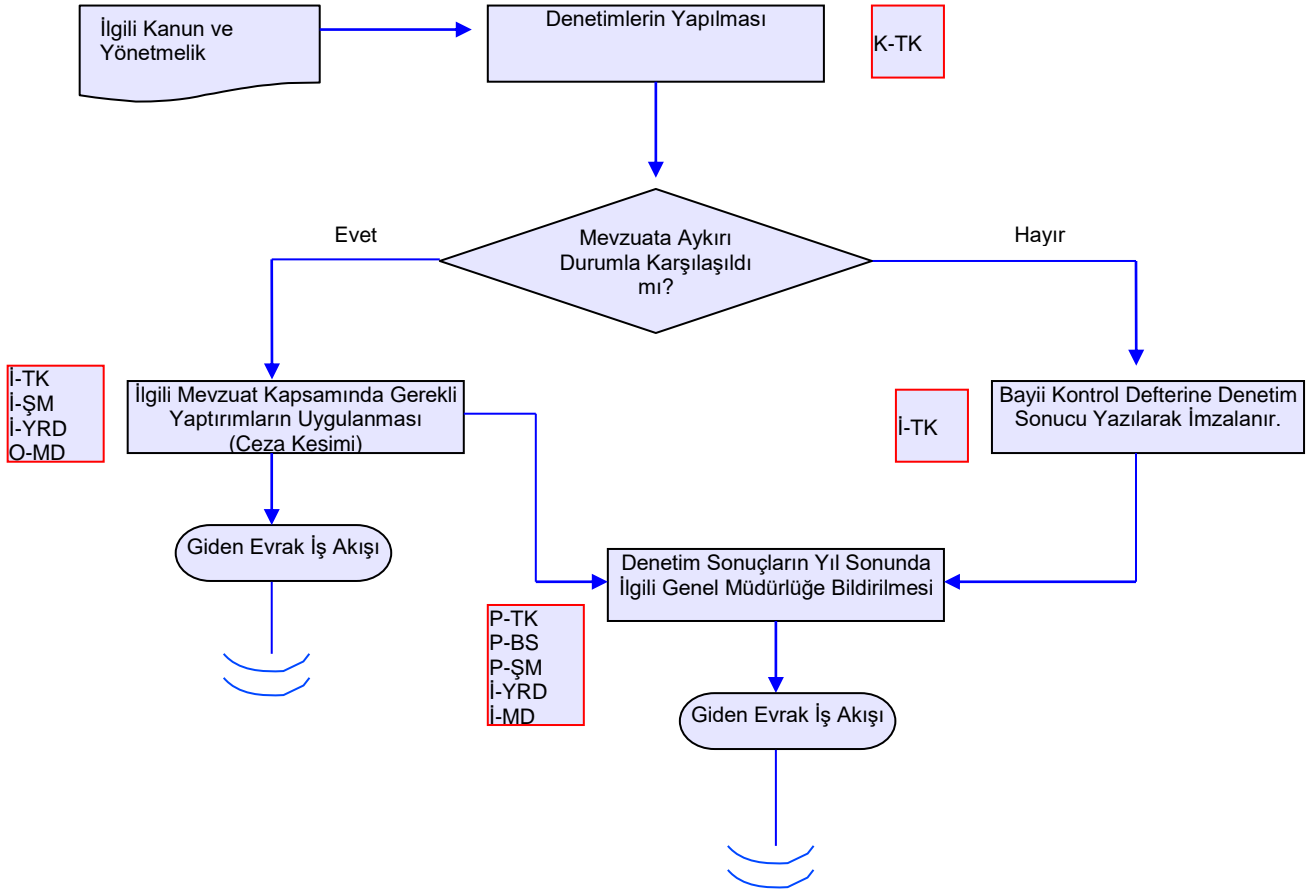 İlgili Kanun ve
Yönetmelik
Denetimlerin Yapılması
K-TK
Mevzuata Aykırı
Durumla Karşılaşıldı
mı?
Evet
Hayır
İ-TK
İ-ŞM
İ-YRD
O-MD
İlgili Mevzuat Kapsamında Gerekli
Yaptırımların Uygulanması
(Ceza Kesimi)
İ-TK
Bayii Kontrol Defterine Denetim
Sonucu Yazılarak İmzalanır.
Giden Evrak İş Akışı
Denetim Sonuçların Yıl Sonunda
İlgili Genel Müdürlüğe Bildirilmesi
P-TK
P-BS
P-ŞM
İ-YRD
İ-MD
Giden Evrak İş Akışı